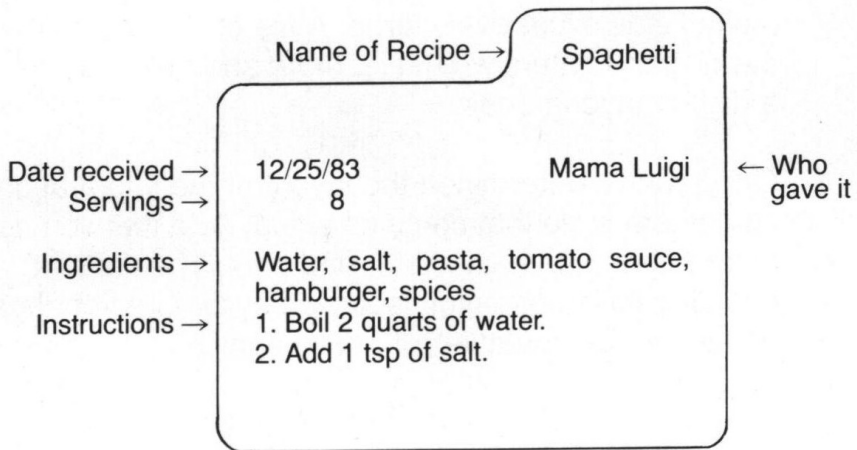 Name of Recipe → Spaghetti
Date received → 12/25/83 Mama Luigi ← Who
gave it
Servings → 8
Ingredients → Water, salt, pasta, tomato sauce,
hamburger, spices
Instructions → 1. Boil 2 quarts of water.
2. Add 1 tsp of salt.